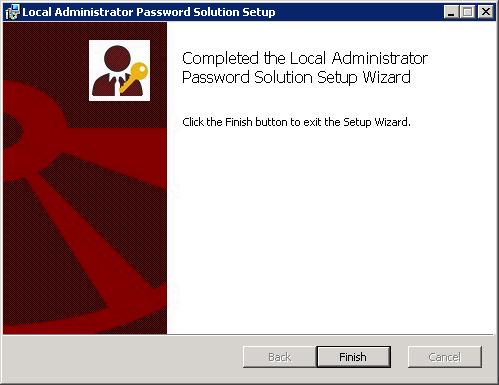 Local Administrator Password Solution Setup
Completed the Local Administrator
Password Solution Setup Wizard
Click the Finish button to exit the Setup Wizard.
Back
Finish
Cancel